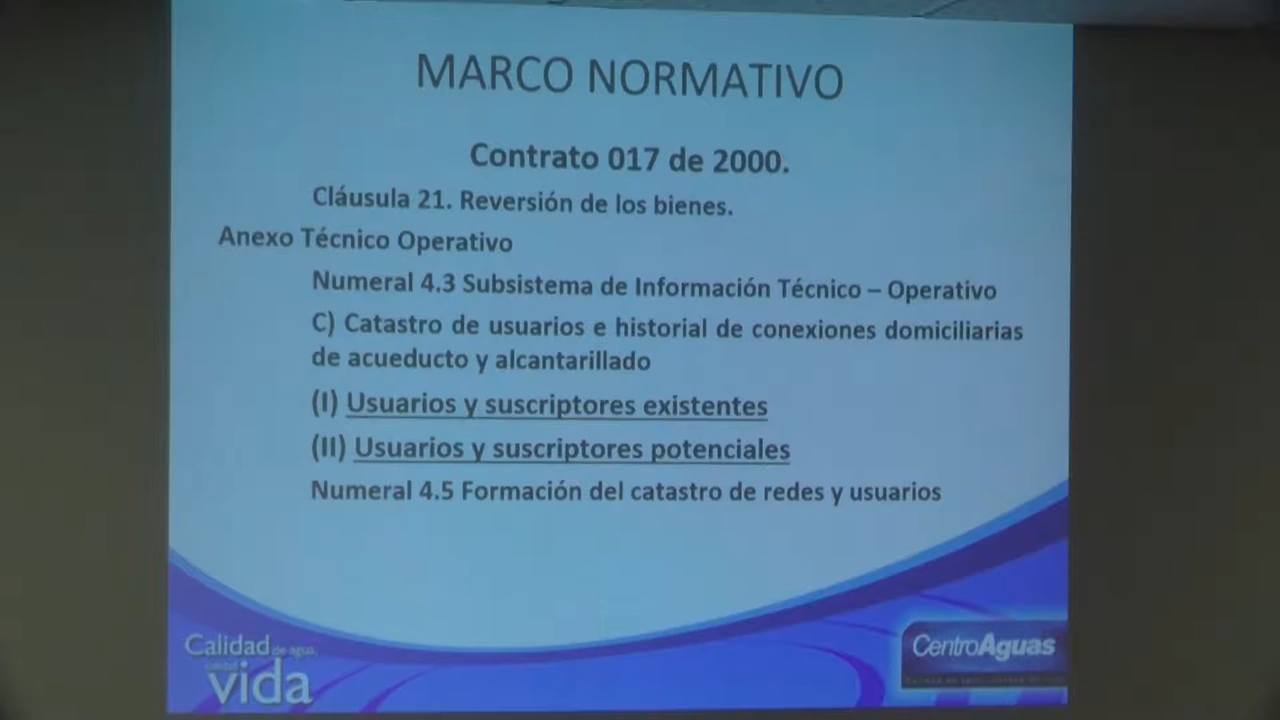 MARCO NORMATIVO
Contrato 017 de 2000.
Cláusula 21. Reversión de los bienes.
Anexo Técnico Operativo
Numeral 4.3 Subsistema de Información Técnico – Operativo
C) Catastro de usuarios e historial de conexiones domiciliarias
de acueducto y alcantarillado
(I) Usuarios y suscriptores existentes
(II) Usuarios y suscriptores potenciales
Numeral 4.5 Formación del catastro de redes y usuarios
Calidad de agua,
vida
CentroAguas